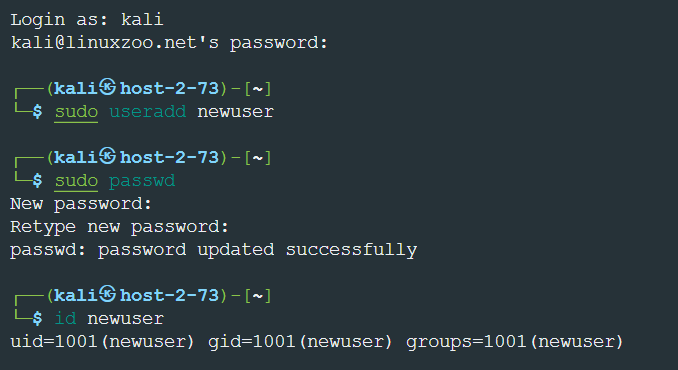 Login as: kali
kali@linuxzoo.net's password:
┌──(kali㉿host-2-73)-[~]
└─$ sudo useradd newuser
┌──(kali㉿host-2-73)-[~]
└─$ sudo passwd
New password:
Retype new password:
passwd: password updated successfully
┌──(kali㉿host-2-73)-[~]
└─$ id newuser
uid=1001(newuser) gid=1001(newuser) groups=1001(newuser)